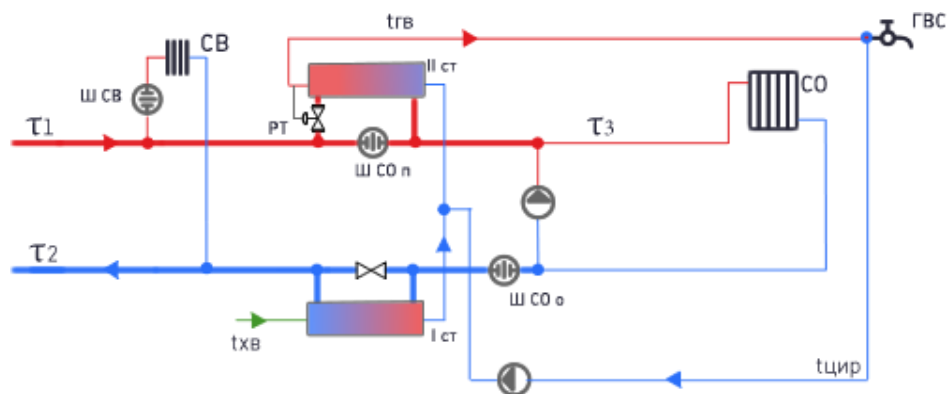 tгв
ГВС
СВ
II ст
Ш СВ
СО
τ1
РТ
τ3
Ш СО п
τ2
Ш СО о
I ст
tхв
tцир